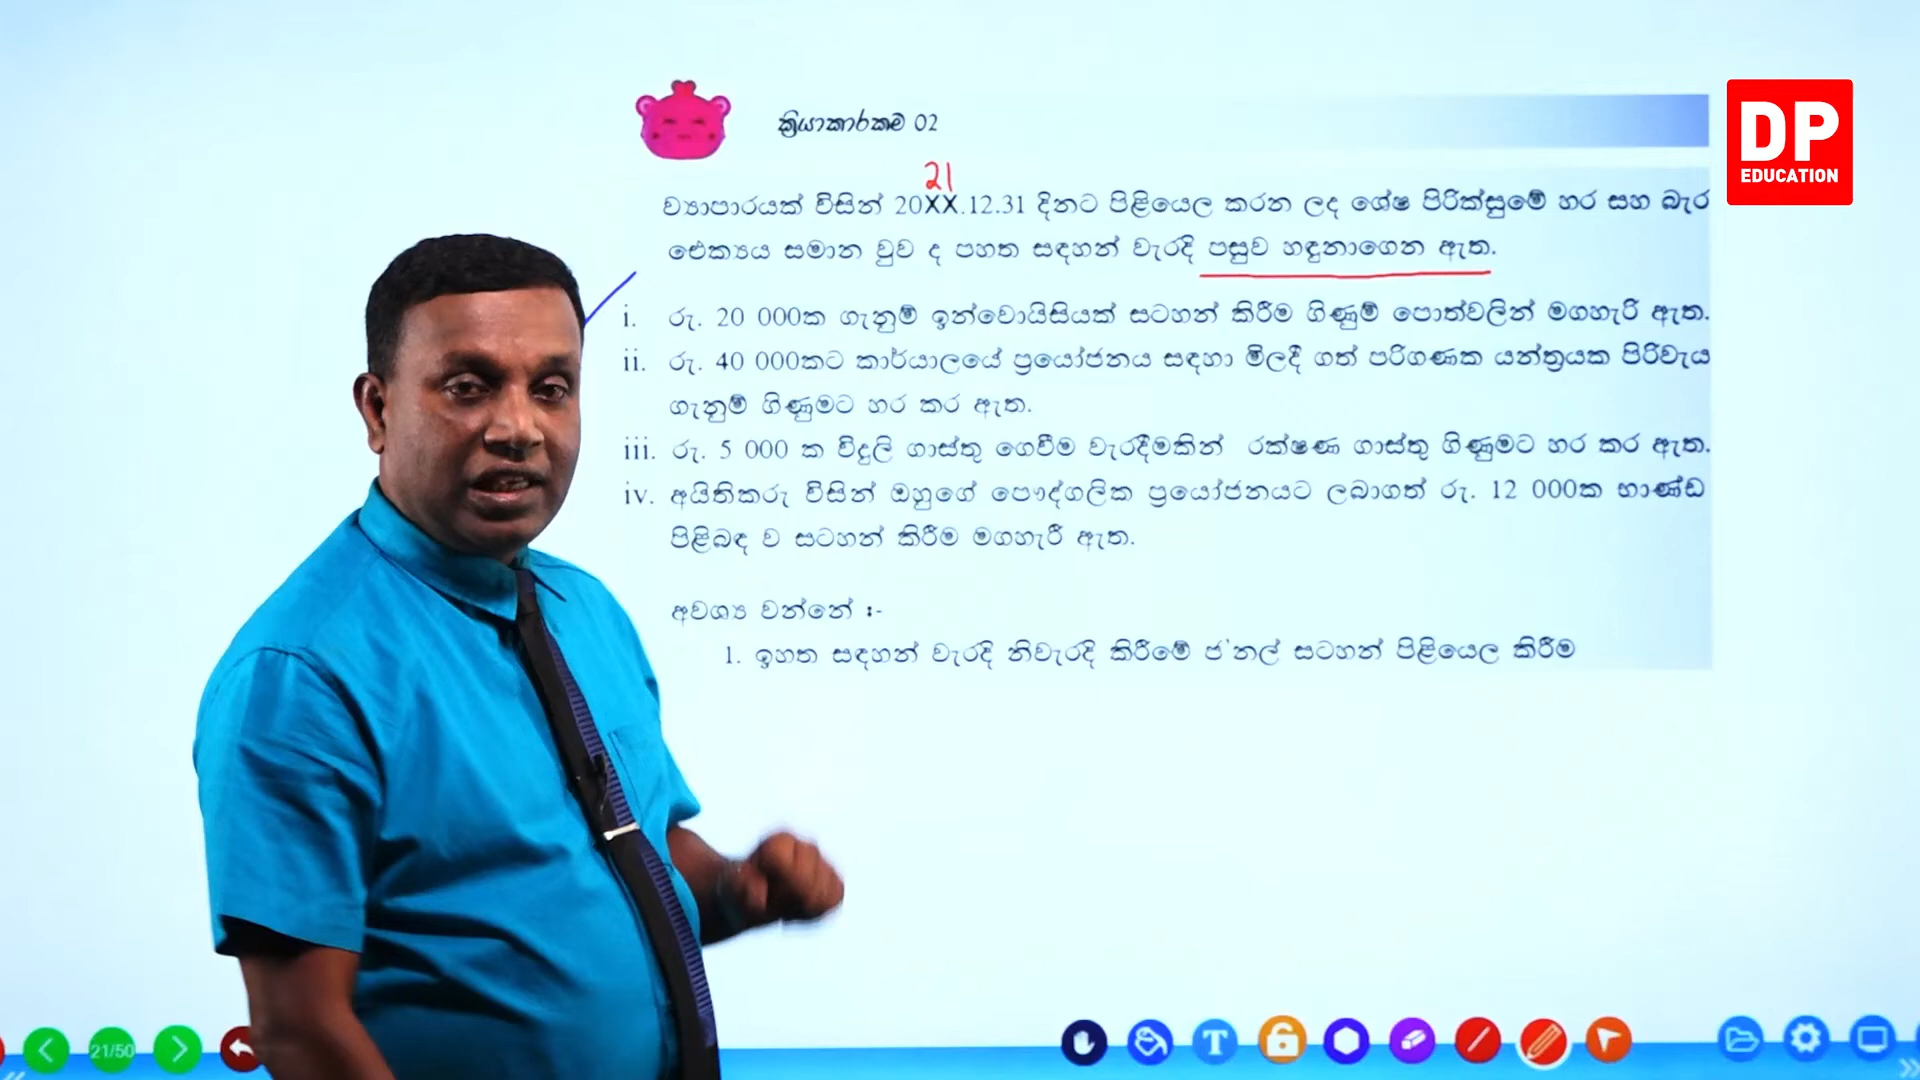 DP
EDUCATION
ක්‍රියාකාරකම 02
21
ව්‍යාපාරයක් විසින් 20XX.12.31 දිනට පිළියෙල කරන ලද ශේෂ පිරික්සුමේ හර සහ බැර
ඓක්‍යය සමාන වුව ද පහත සඳහන් වැරදි පසුව හඳුනාගෙන ඇත.
i. රු. 20 000ක ගැනුම් ඉන්වොයිසියක් සටහන් කිරීම ගිණුම් පොත්වලින් මගහැරි ඇත.
ii. රු. 40 000කට කාර්යාලයේ ප්‍රයෝජනය සඳහා මිලදී ගත් පරිගණක යන්ත්‍රයක පිරිවැය
ගැනුම් ගිණුමට හර කර ඇත.
iii. රු. 5 000 ක විදුලි ගාස්තු ගෙවීම වැරදීමකින් රක්ෂණ ගාස්තු ගිණුමට හර කර ඇත.
iv. අයිතිකරු විසින් ඔහුගේ පෞද්ගලික ප්‍රයෝජනයට ලබාගත් රු. 12 000ක භාණ්ඩ
පිළිබඳ ව සටහන් කිරීම මගහැරී ඇත.
අවශ්‍ය වන්නේ :-
1. ඉහත සඳහන් වැරදි නිවැරදි කිරීමේ ජ'නල් සටහන් පිළියෙල කිරීම
21/50
T